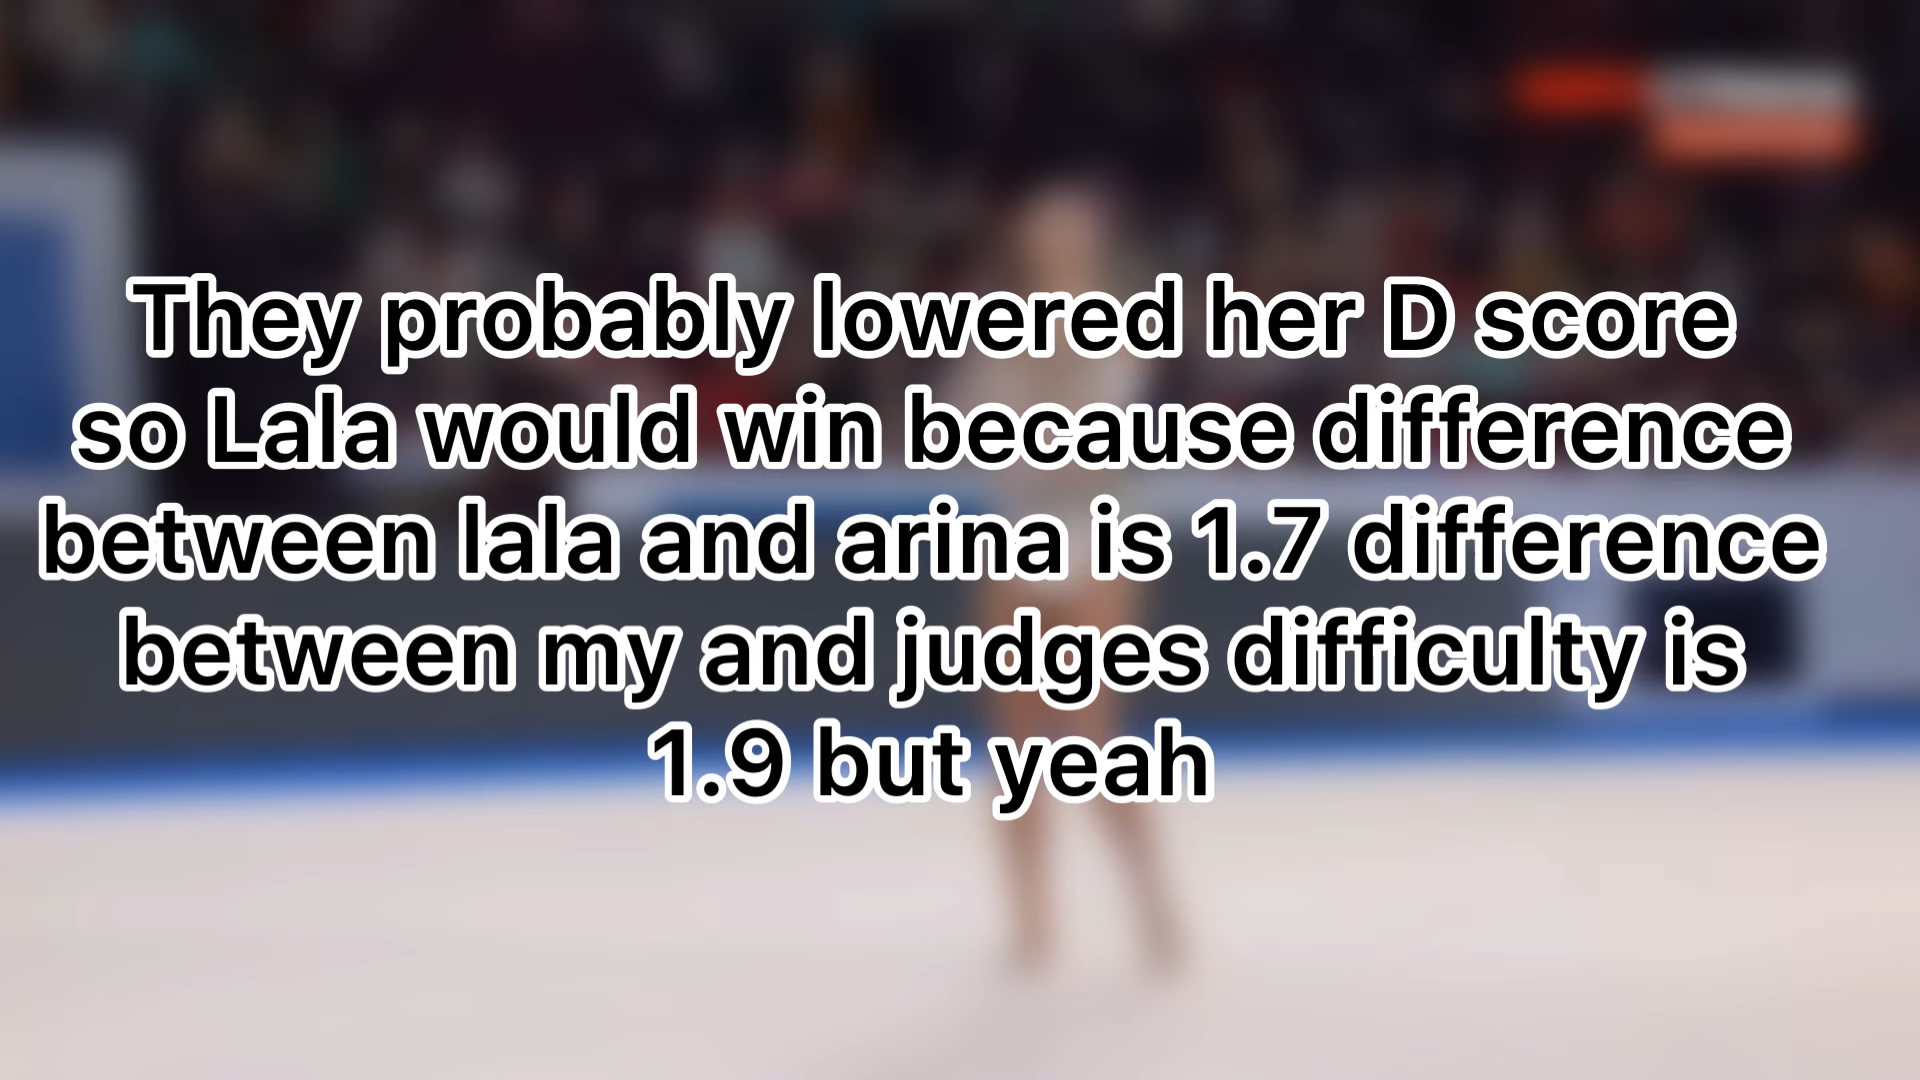 They probably lowered her D score
so Lala would win because difference
between lala and arina is 1.7 difference
between my and judges difficulty is
1.9 but yeah